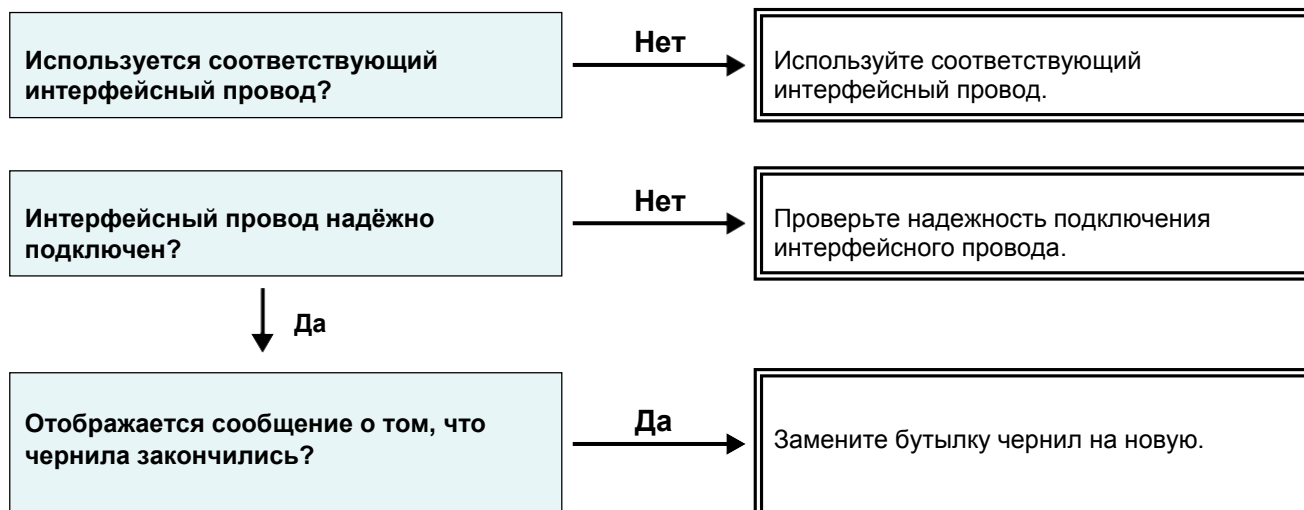 Используется соответствующий
интерфейсный провод?
Нет
Используйте соответствующий
интерфейсный провод.
Интерфейсный провод надёжно
подключен?
Нет
Проверьте надежность подключения
интерфейсного провода.
Да
Отображается сообщение о том, что
чернила закончились?
Да
Замените бутылку чернил на новую.